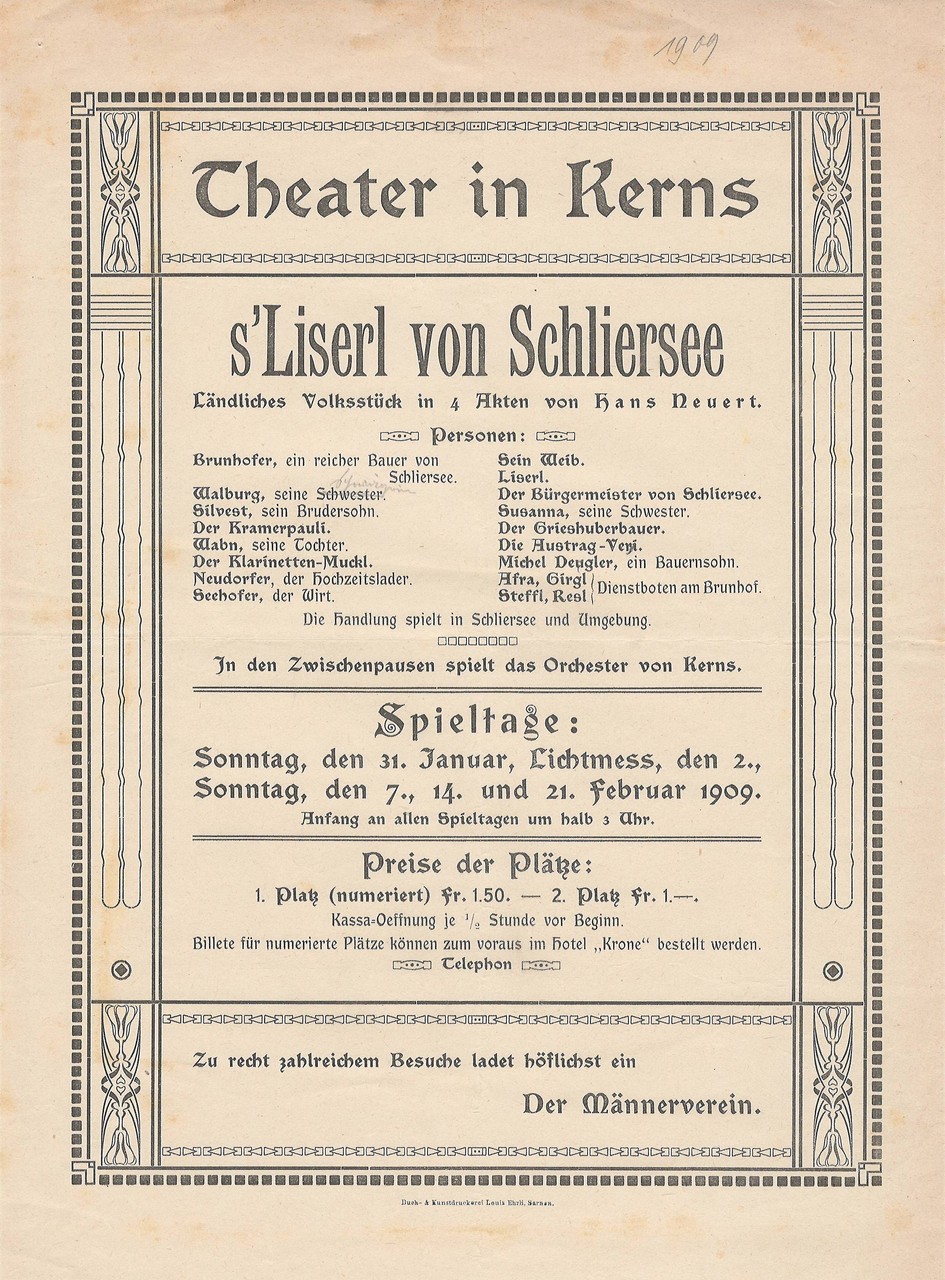 1909
Theater in Kerns
s'Liserl von Schliersee
Ländliches Volksstück in 4 Akten von Hans Neuert.
Personen:
Brunhofer, ein reicher Bauer von
Schliersee.
Walburg, seine Schwester.
Silvest, sein Brudersohn.
Der Kramerpauli.
Wabn, seine Tochter.
Der Klarinetten-Muckl.
Neudorfer, der Hochzeitslader.
Seehofer, der Wirt.
Sein Weib.
Liserl.
Der Bürgermeister von Schliersee.
Susanna, seine Schwester.
Der Grieshuberbauer.
Die Austrag-Veyi.
Michel Deygler, ein Bauernsohn.
Afra, Girgl
Steffl, Resl
Dienstboten am Brunhof.
Die Handlung spielt in Schliersee und Umgebung.
In den Zwischenpausen spielt das Orchester von Kerns.
Spieltage:
Sonntag, den 31. Januar, Lichtmess, den 2.,
Sonntag, den 7., 14. und 21. Februar 1909.
Anfang an allen Spieltagen um halb 3 Uhr.
Preise der Plätze:
1. Platz (numeriert) Fr. 1.50. — 2. Platz Fr. 1.—.
Kassa=Oeffnung je 1/2 Stunde vor Beginn.
Billete für numerierte Plätze können zum voraus im Hotel „Krone“ bestellt werden.
Telephon
Zu recht zahlreichem Besuche ladet höflichst ein
Der Männerverein.
Buch- & Kunstdruckerei Louis Ehrli, Sarnen.